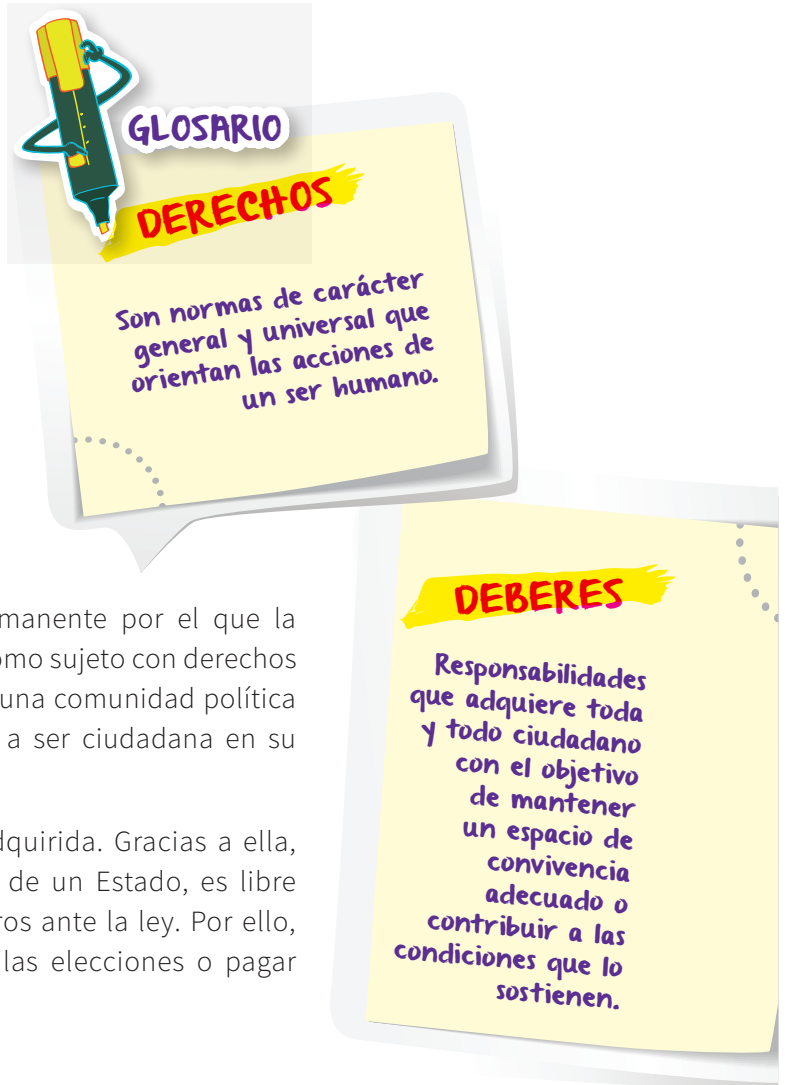 GLOSARIO
DERECHOS
Son normas de carácter
general y universal que
orientan las acciones de
un ser humano.
manente por el que la
omo sujeto con derechos
una comunidad política
a ser ciudadana en su
dquirida. Gracias a ella,
de un Estado, es libre
ros ante la ley. Por ello,
las elecciones o pagar
DEBERES
Responsabilidades
que adquiere toda
y todo ciudadano
con el objetivo
de mantener
un espacio de
convivencia
adecuado o
contribuir a las
condiciones que lo
sostienen.